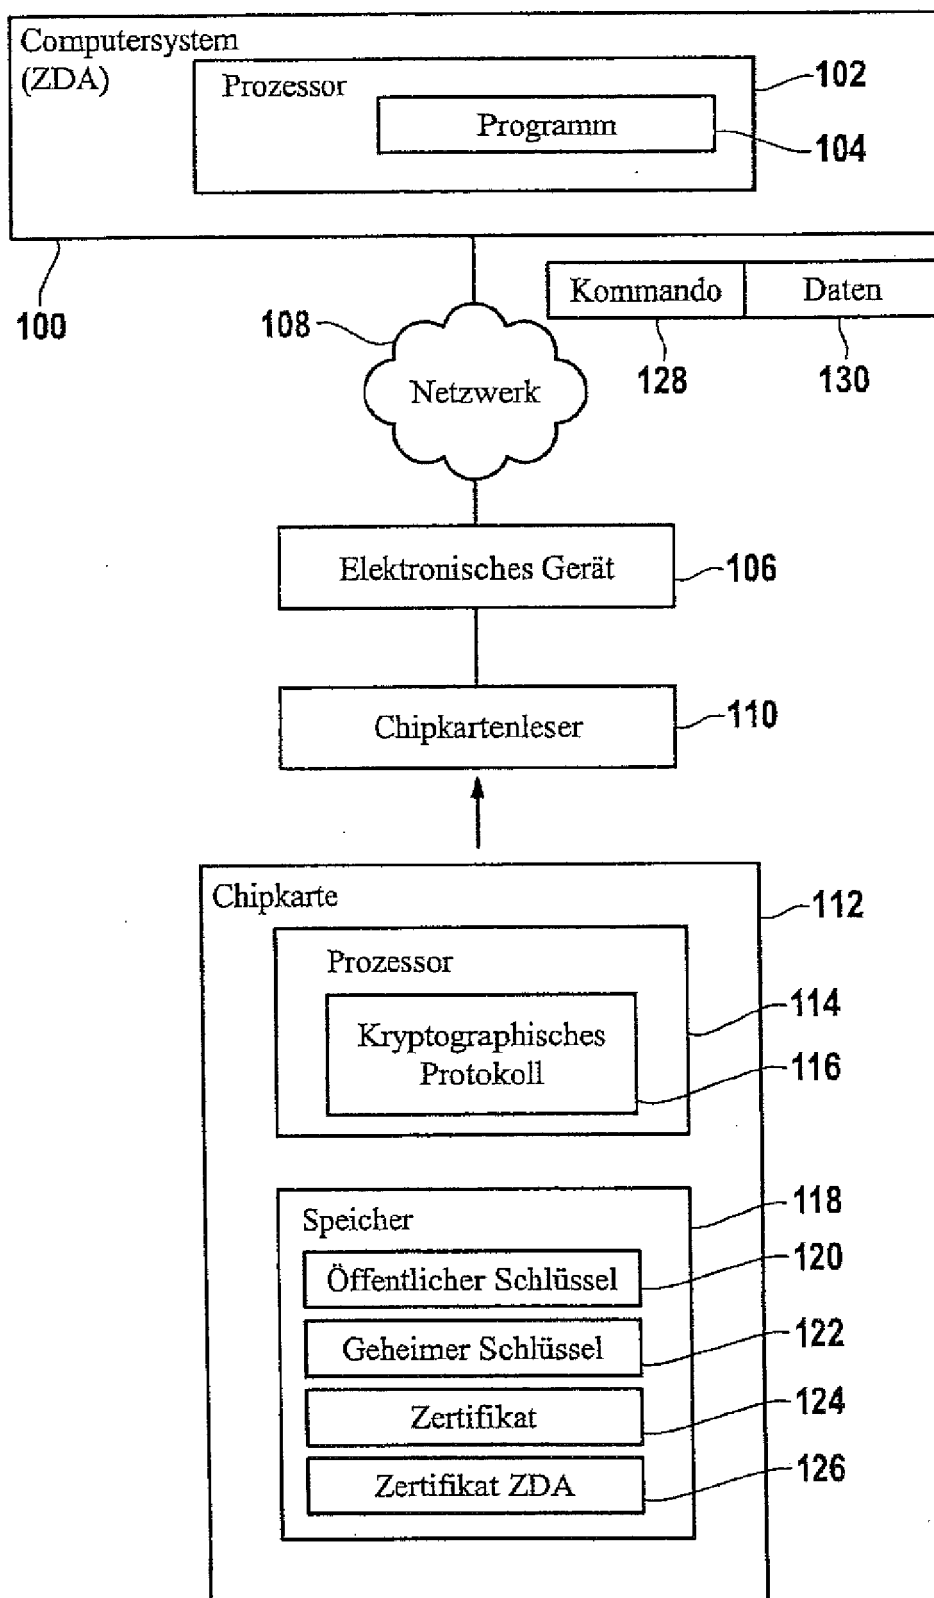 Computersystem
(ZDA)
Prozessor
102
Programm
104
100
108
Kommando
Daten
128
130
Netzwerk
Elektronisches Gerät
106
Chipkartenleser
110
Chipkarte
112
Prozessor
114
Kryptographisches
Protokoll
116
118
Speicher
120
Öffentlicher Schlüssel
122
Geheimer Schlüssel
124
Zertifikat
126
Zertifikat ZDA